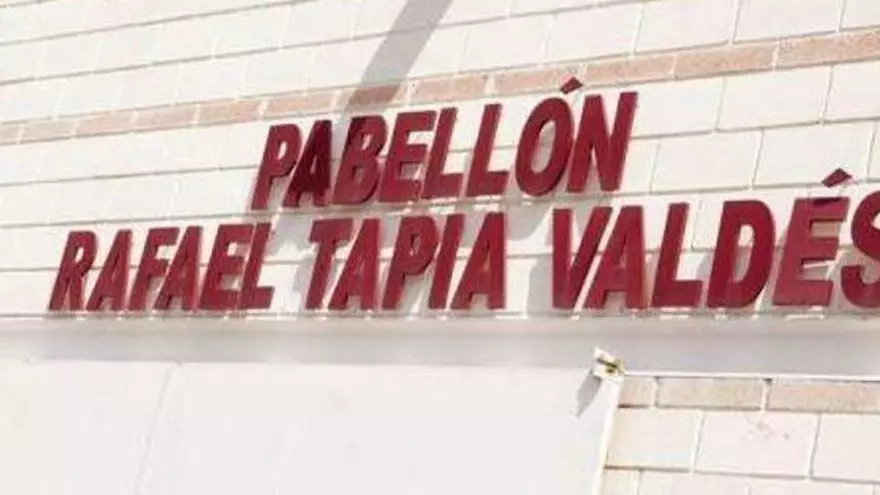 PABELLÓN
RAFAEL TAPIA VALDÉS